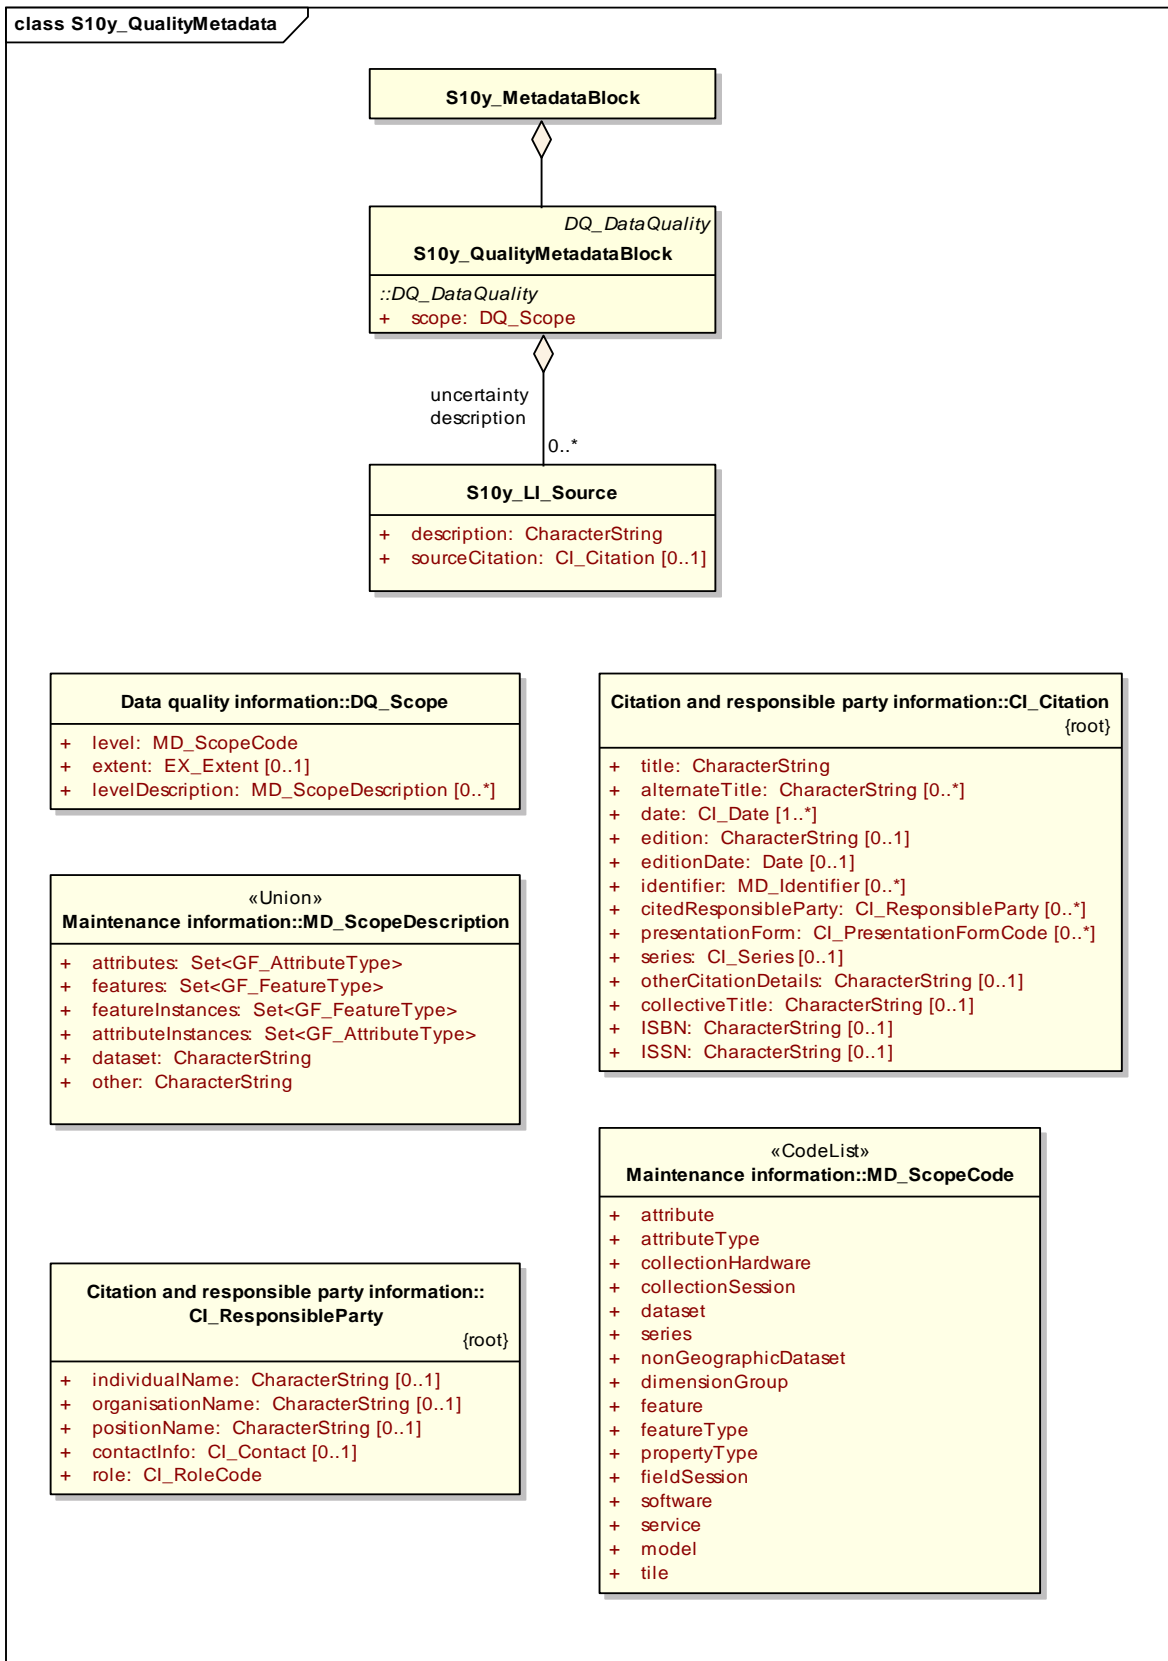 class S10y_QualityMetadata
S10y_MetadataBlock
DQ_DataQuality
S10y_QualityMetadataBlock
::DQ_DataQuality
+ scope: DQ_Scope
uncertainty
description
0..*
S10y_LI_Source
+ description: CharacterString
+ sourceCitation: CI_Citation [0..1]
Data quality information::DQ_Scope
+ level: MD_ScopeCode
+ extent: EX_Extent [0..1]
+ levelDescription: MD_ScopeDescription [0..*]
Citation and responsible party information::CI_Citation
{root}
+ title: CharacterString
+ alternateTitle: CharacterString [0..*]
+ date: CI_Date [1..*]
+ edition: CharacterString [0..1]
+ editionDate: Date [0..1]
+ identifier: MD_Identifier [0..*]
+ citedResponsibleParty: CI_ResponsibleParty [0..*]
+ presentationForm: CI_PresentationFormCode [0..*]
+ series: CI_Series [0..1]
+ otherCitationDetails: CharacterString [0..1]
+ collectiveTitle: CharacterString [0..1]
+ ISBN: CharacterString [0..1]
+ ISSN: CharacterString [0..1]
«Union»
Maintenance information::MD_ScopeDescription
+ attributes: Set<GF_AttributeType>
+ features: Set<GF_FeatureType>
+ featureInstances: Set<GF_FeatureType>
+ attributeInstances: Set<GF_AttributeType>
+ dataset: CharacterString
+ other: CharacterString
«CodeList»
Maintenance information::MD_ScopeCode
+ attribute
+ attributeType
+ collectionHardware
+ collectionSession
+ dataset
+ series
+ nonGeographicDataset
+ dimensionGroup
+ feature
+ featureType
+ propertyType
+ fieldSession
+ software
+ service
+ model
+ tile
Citation and responsible party information::
CI_ResponsibleParty
{root}
+ individualName: CharacterString [0..1]
+ organisationName: CharacterString [0..1]
+ positionName: CharacterString [0..1]
+ contactInfo: CI_Contact [0..1]
+ role: CI_RoleCode